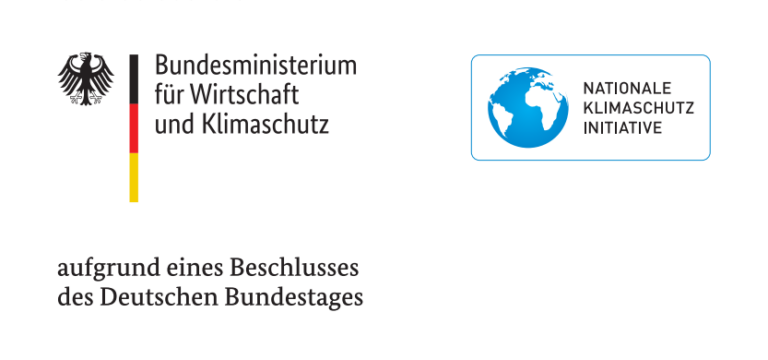 Bundesministerium
für Wirtschaft
und Klimaschutz
NATIONALE
KLIMASCHUTZ
INITIATIVE
aufgrund eines Beschlusses
des Deutschen Bundestages